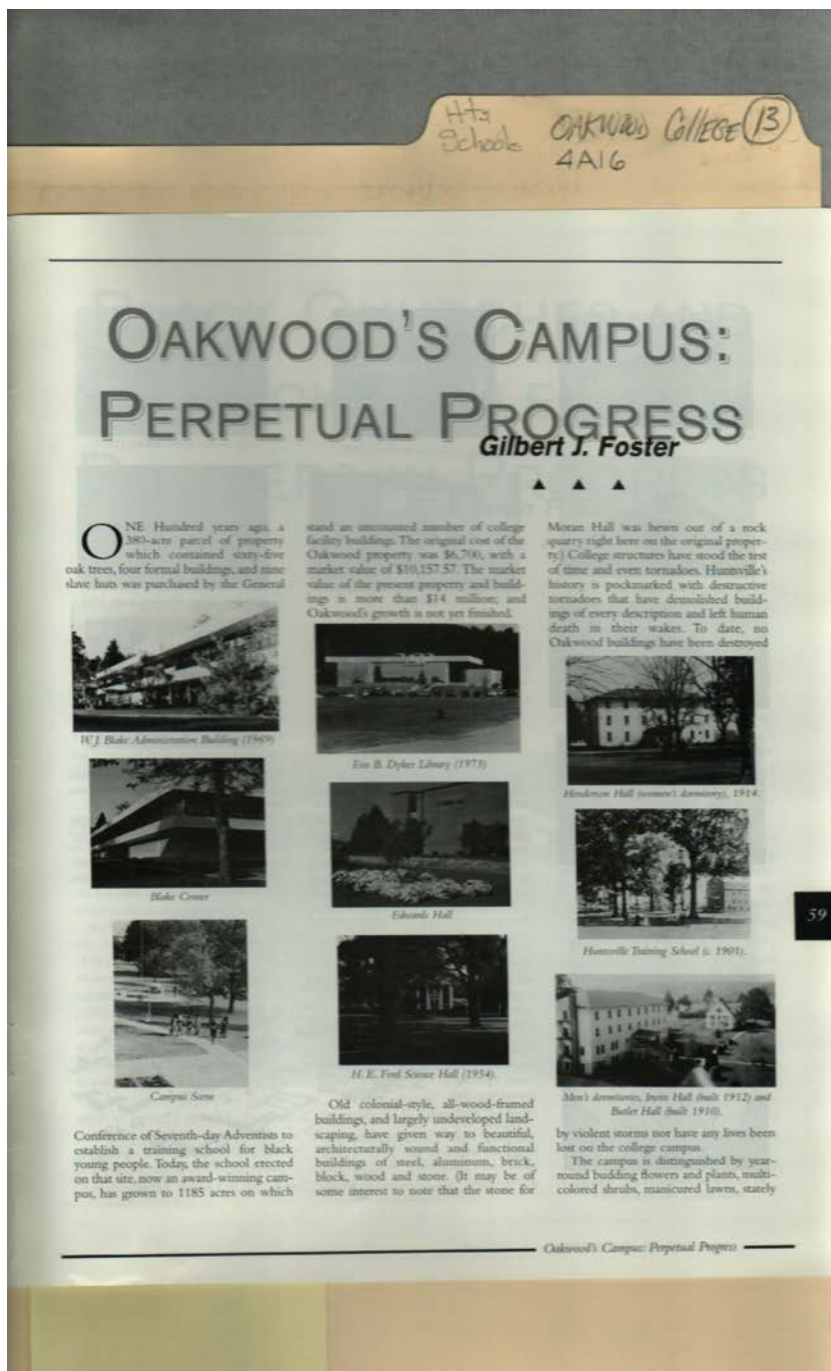 Hts
Schools
OAKWOOD COLLEGE 13
4A16
OAKWOOD'S CAMPUS:
PERPETUAL PROGRESS
Gilbert J. Foster
ONE Hundred years ago, a
380-acre parcel of property
which contained sixty-five
oak trees, four formal buildings, and nine
slave huts was purchased by the General
W. J. Blake Administration Building (1969)
Blake Center
Campus Scene
Conference of Seventh-day Adventists to
establish a training school for black
young people. Today, the school erected
on that site, now an award-winning cam-
pus, has grown to 1185 acres on which
stand an uncounted number of college
facility buildings. The original cost of the
Oakwood property was $6,700, with a
market value of $10,157.57. The market
value of the present property and build-
ings is more than $14 million; and
Oakwood's growth is not yet finished.
Eva B. Dykes Library (1973)
Edwards Hall
H. E. Ford Science Hall (1954).
Old colonial-style, all-wood-framed
buildings, and largely undeveloped land-
scaping, have given way to beautiful,
architecturally sound and functional
buildings of steel, aluminum, brick,
block, wood and stone. (It may be of
some interest to note that the stone for
Moran Hall was hewn out of a rock
quarry right here on the original proper-
ty.) College structures have stood the test
of time and even tornadoes. Huntsville's
history is pockmarked with destructive
tornadoes that have demolished build-
ings of every description and left human
death in their wakes. To date, no
Oakwood buildings have been destroyed
Henderson Hall (women's dormitory), 1914.
Huntsville Training School (c. 1901).
Men's dormitories, Irwin Hall (built 1912) and
Butler Hall (built 1910).
by violent storms nor have any lives been
lost on the college campus.
The campus is distinguished by year-
round budding flowers and plants, multi-
colored shrubs, manicured lawns, stately
59
Oakwood's Campus: Perpetual Progress